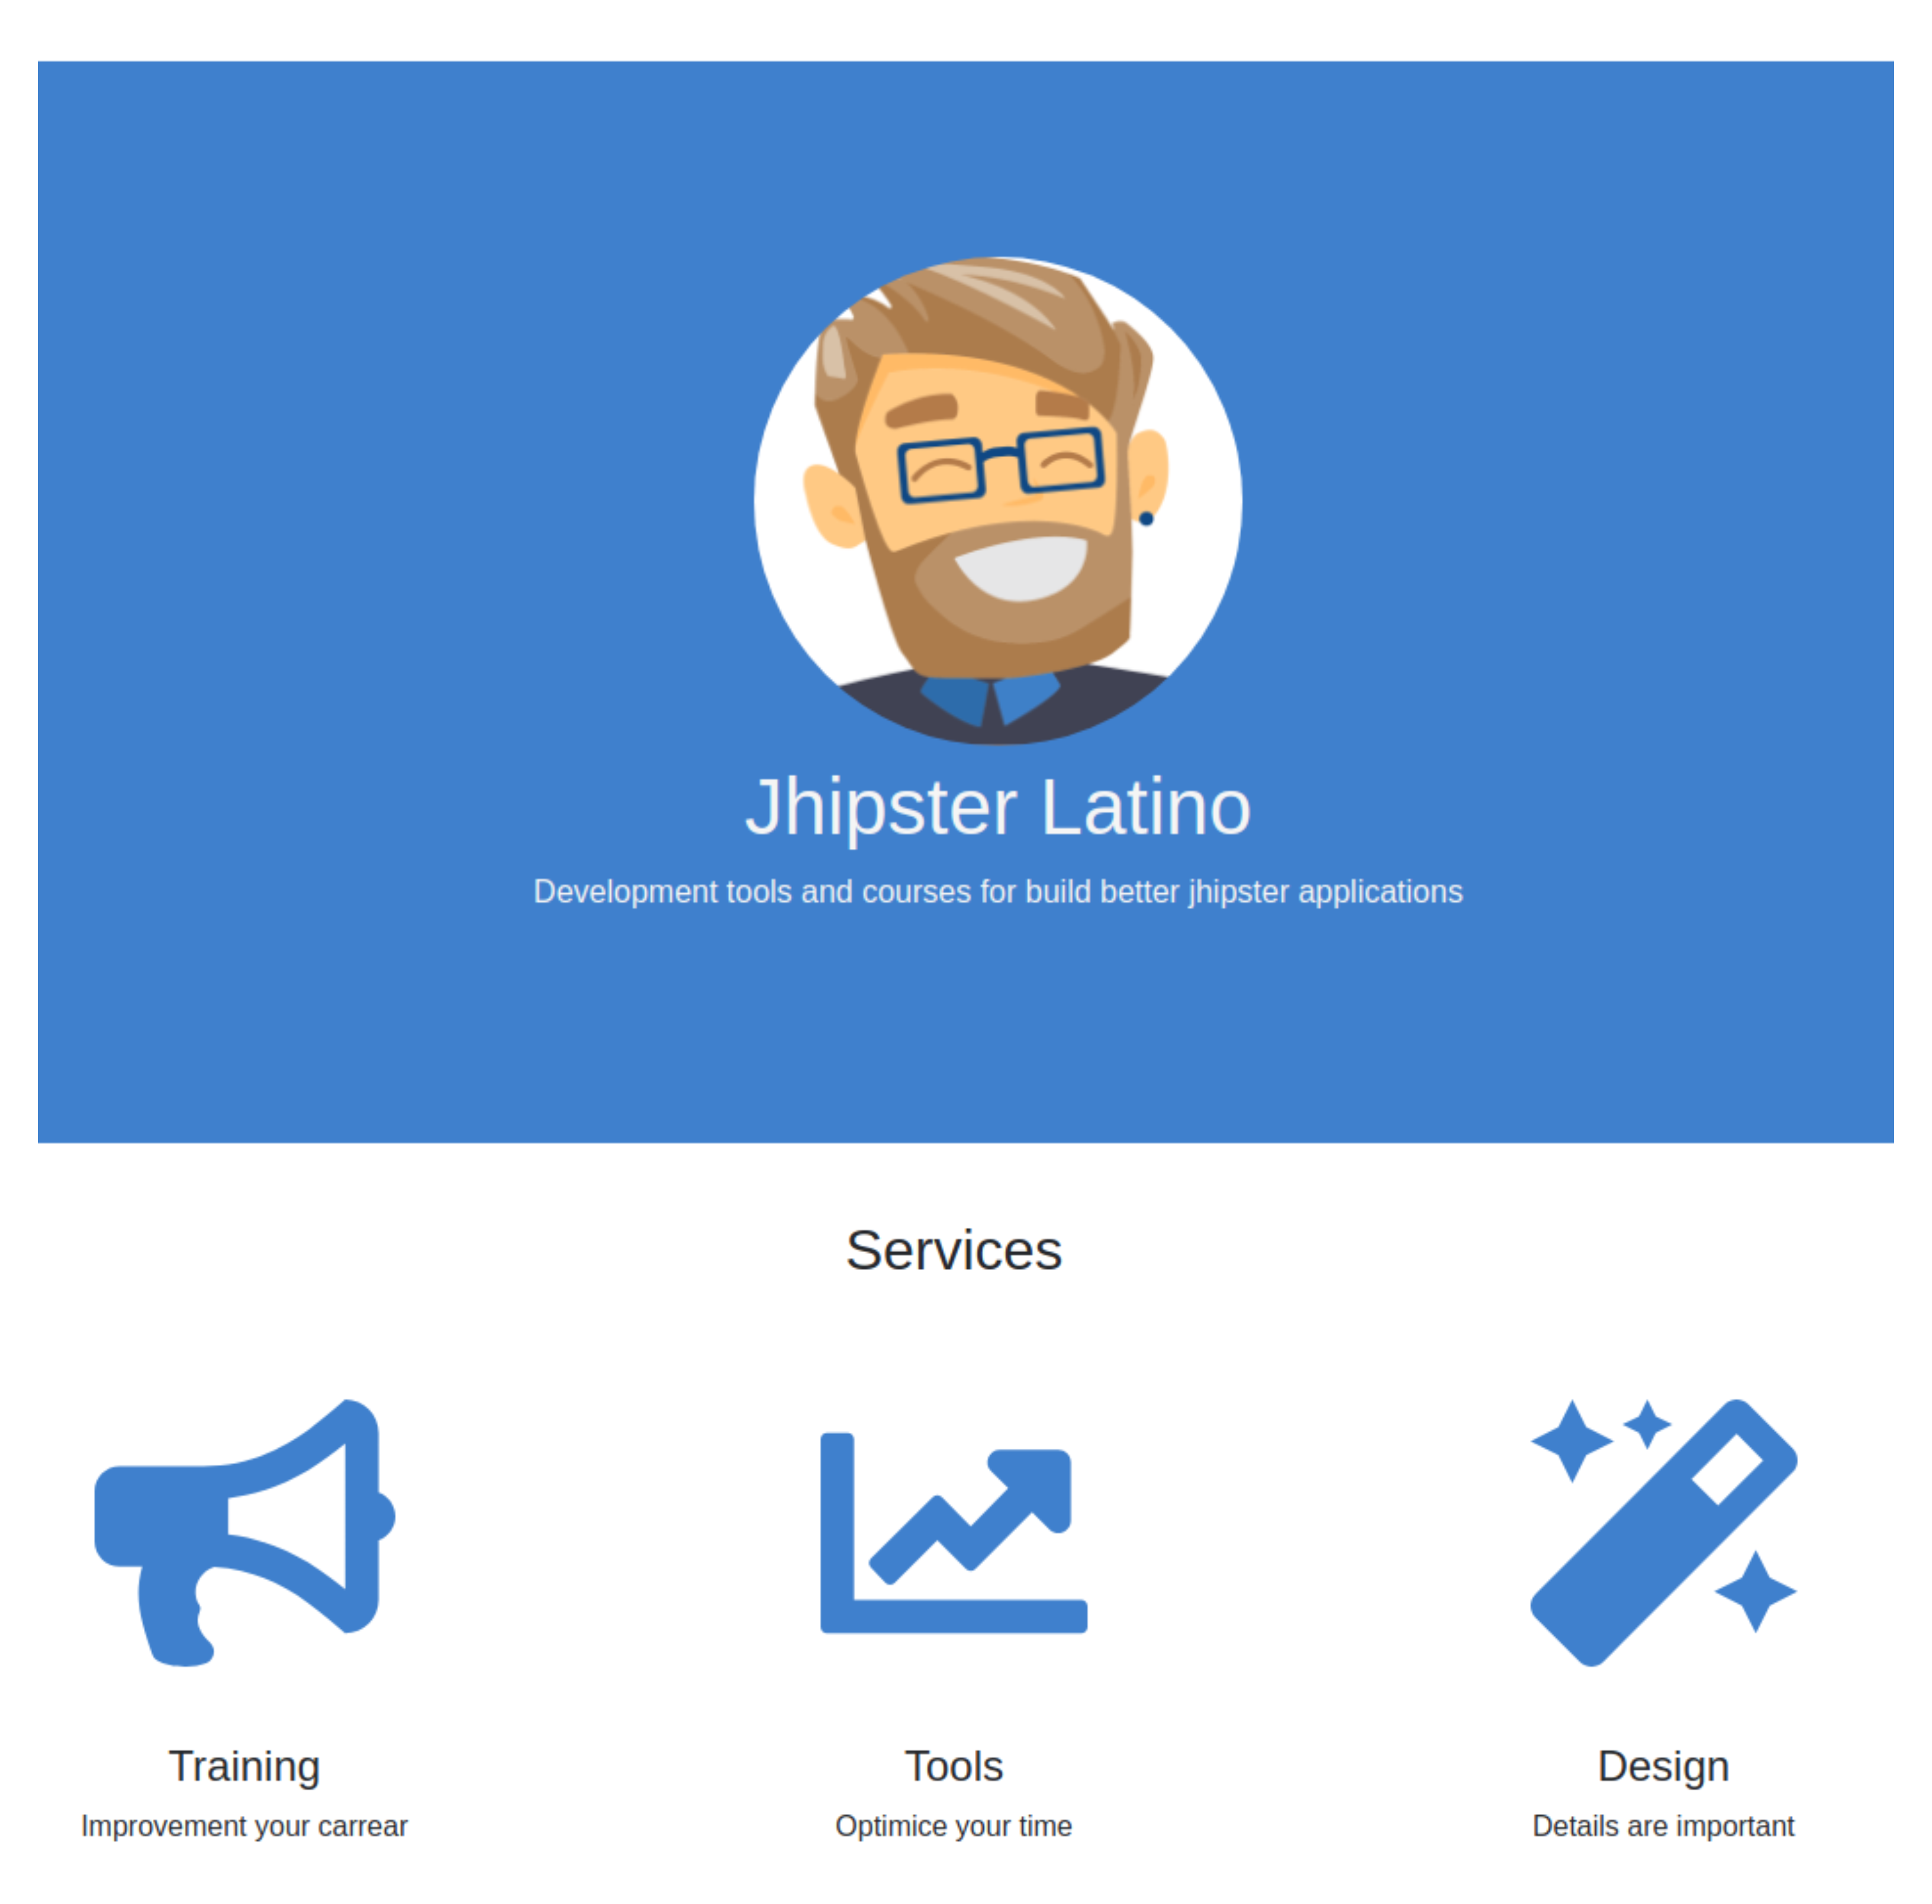 Jhipster Latino
Development tools and courses for build better jhipster applications
Services
Training
Tools
Design
Improvement your carrear
Optimice your time
Details are important